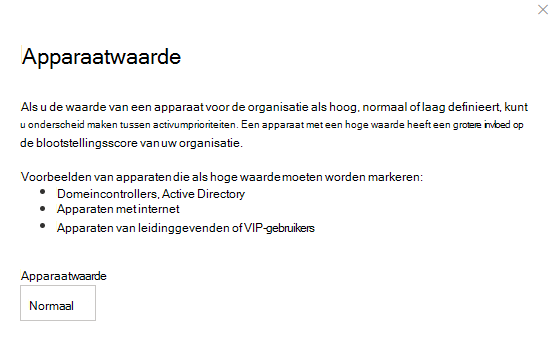 Apparaatwaarde
Als u de waarde van een apparaat voor de organisatie als hoog, normaal of laag definieert, kunt
u onderscheid maken tussen activumprioriteiten. Een apparaat met een hoge waarde heeft een grotere invloed op
de blootstellingsscore van uw organisatie.
Voorbeelden van apparaten die als hoge waarde moeten worden markeren:
• Domeincontrollers, Active Directory
• Apparaten met internet
• Apparaten van leidinggevenden of VIP-gebruikers
Apparaatwaarde
Normaal